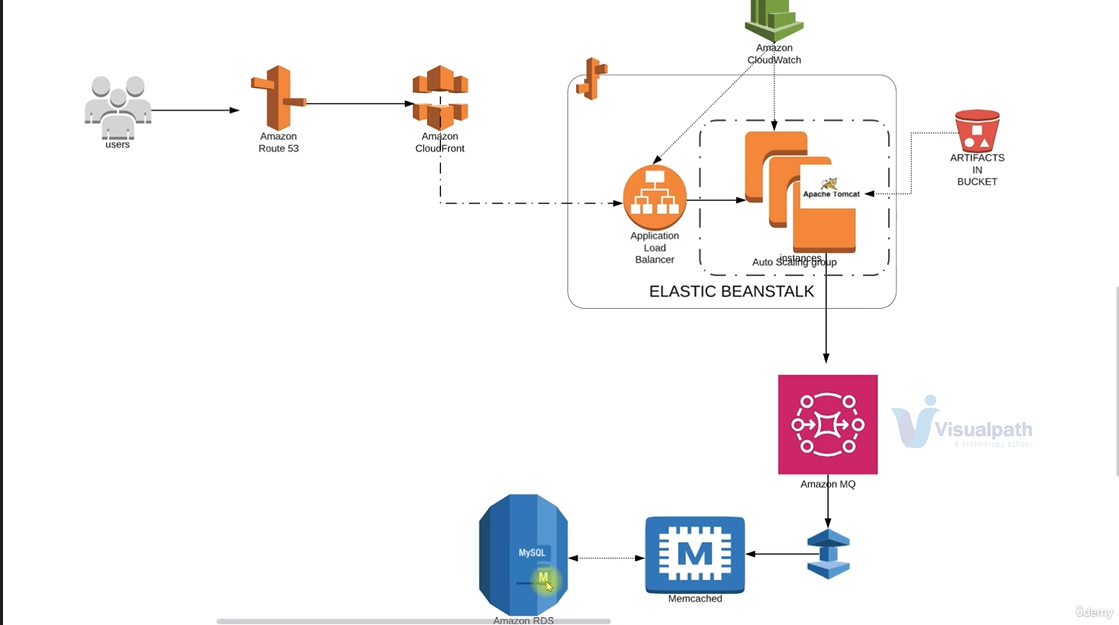 Amazon
CloudWatch
users
Amazon
Route 53
Amazon
CloudFront
Apache Tomcat
ARTIFACTS
IN
BUCKET
Application
Load
Balancer
instances
Auto Scaling group
ELASTIC BEANSTALK
Visualpath
A technology school
Amazon MQ
MySQL
M
M
Memcached
Amazon RDS
ûdemy